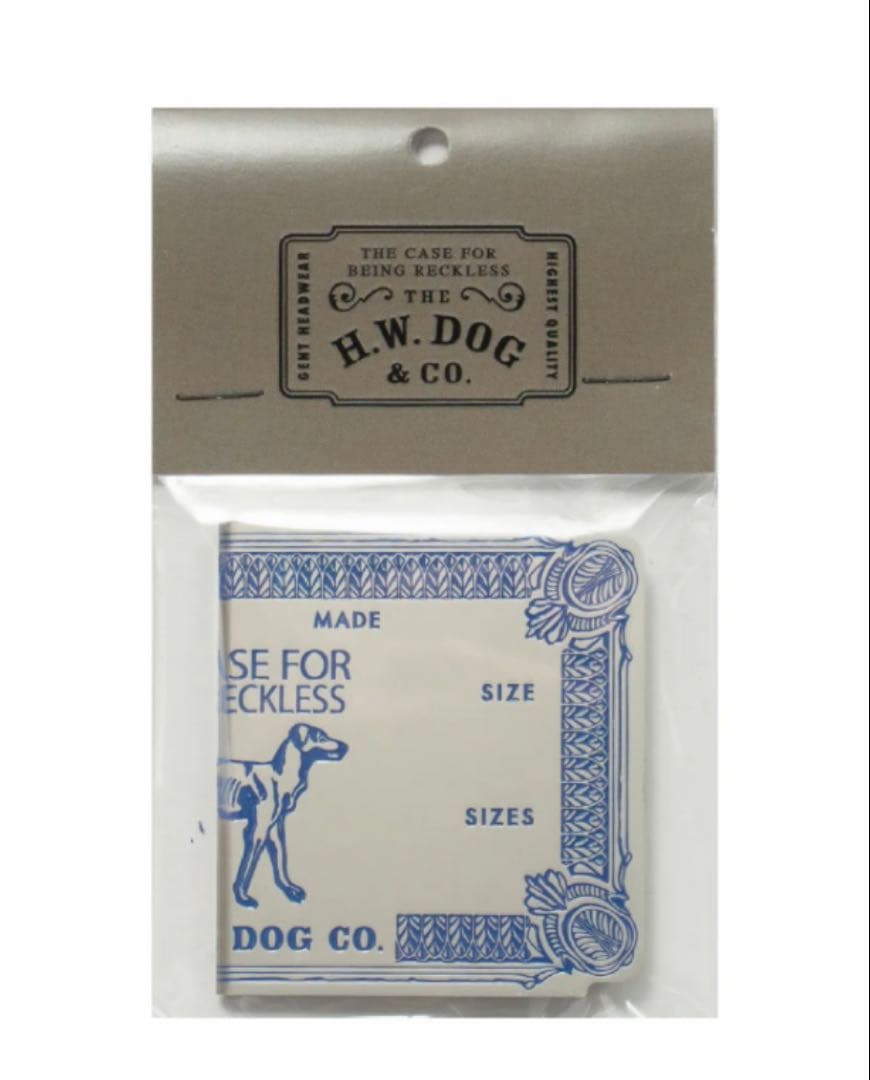 THE CASE FOR
BEING RECKLESS
GENT HEADWEAR
HIGHEST QUALITY
THE
H.W. DOG
& CO.
MADE
SE FOR
ECKLESS
SIZE
SIZES
DOG CO.